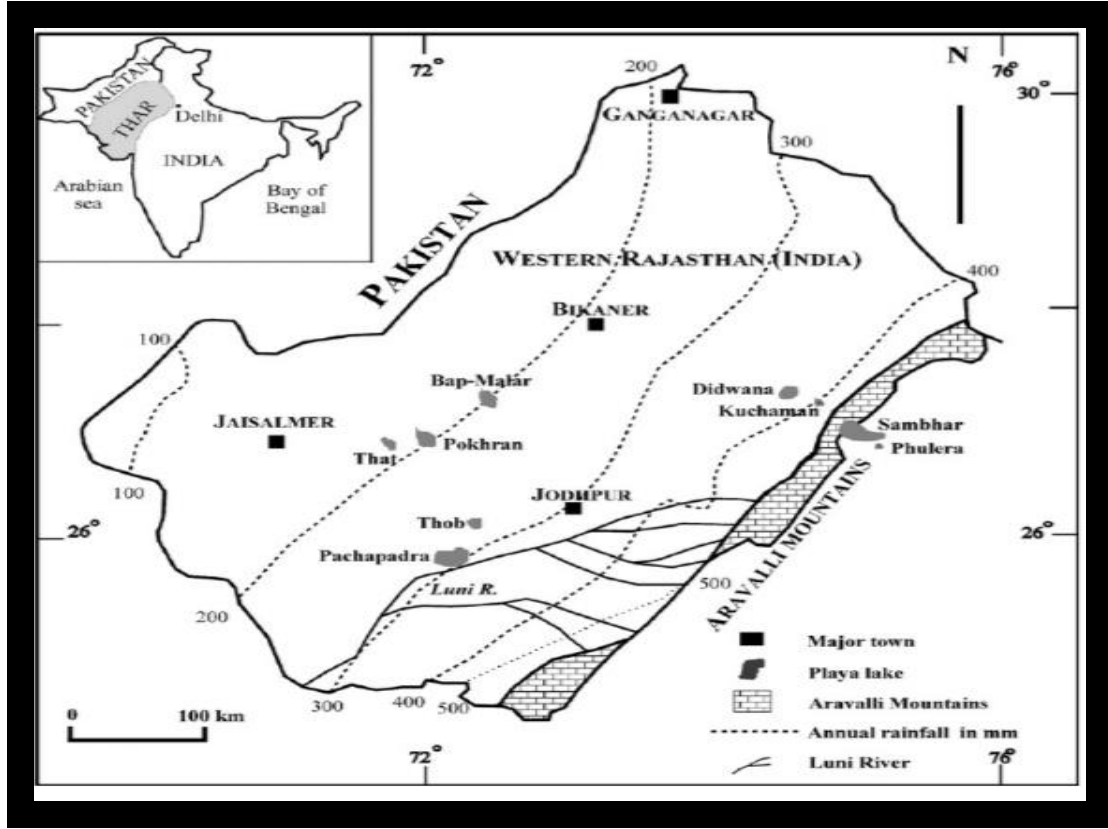 72°
76°
N
200
30°
GANGANAGAR
300
PAKISTAN
THAR
Delhi
INDIA
Arabian
sea
Bay of
Bengal
PAKISTAN
WESTERN RAJASTHAN (INDIA)
400
BIKANER
100
Bap-Malar
Didwana
Kuchaman
JAISALMER
Sambhar
That
Pokhran
Phulera
100
JODHPUR
Thob
26°
26°
Pachapadra
ARAVALLI MOUNTAINS
Luni R.
500
200
Major town
Playa lake
300
400
500
Aravalli Mountains
0
100 km
Annual rainfall in mm
72°
76°
Luni River